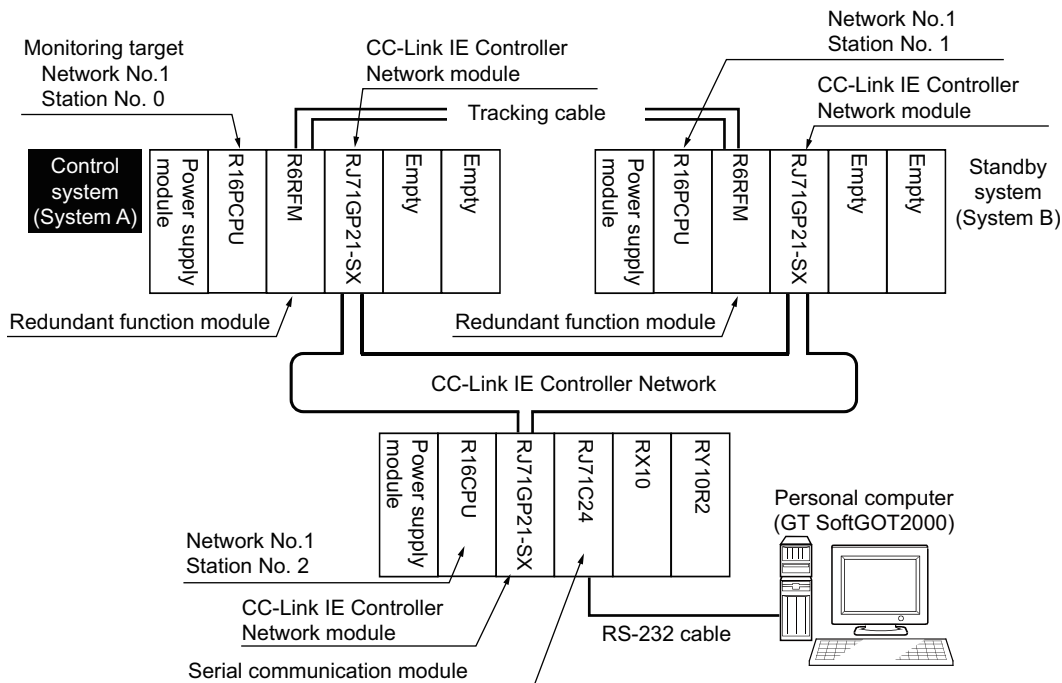 Monitoring target
Network No.1
Station No. 0
CC-Link IE Controller
Network module
Network No.1
Station No. 1
CC-Link IE Controller
Network module
Tracking cable
Control
system
(System A)
Power supply
module
R16PCPU
R6RFM
RJ71GP21-SX
Empty
Empty
Power supply
module
R16PCPU
R6RFM
RJ71GP21-SX
Empty
Empty
Standby
system
(System B)
Redundant function module
Redundant function module
CC-Link IE Controller Network
Power supply
module
R16CPU
RJ71GP21-SX
RJ71C24
RX10
RY10R2
Personal computer
(GT SoftGOT2000)
Network No.1
Station No. 2
CC-Link IE Controller
Network module
RS-232 cable
Serial communication module